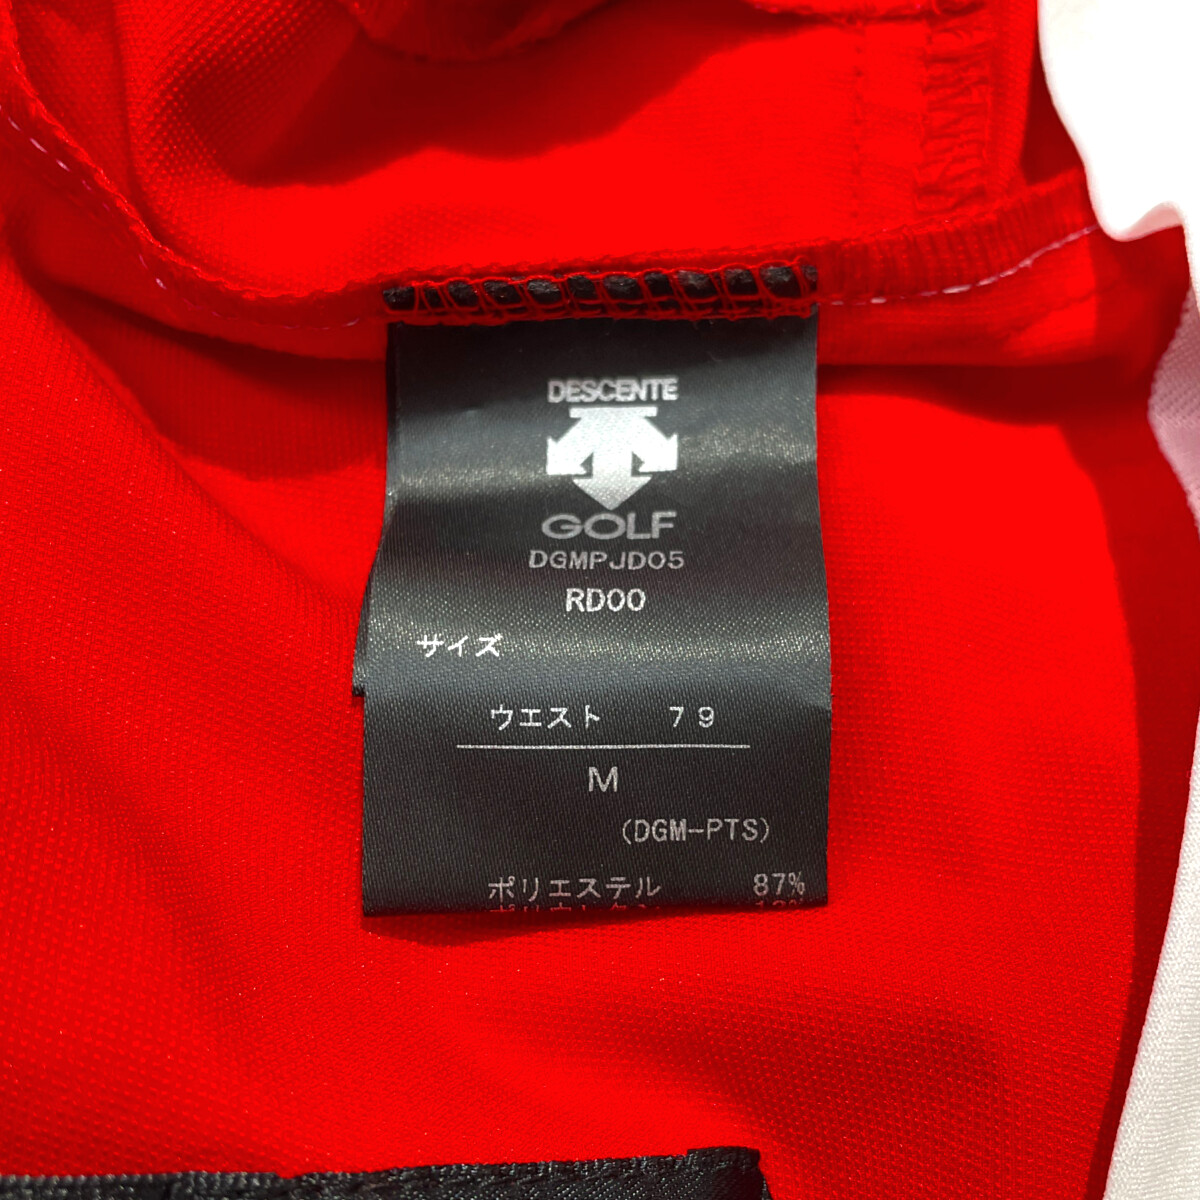 DESCENTE
GOLF
DGMPJD05
RD00
サイズ
ウエスト 79
M
(DGM-PTS)
ポリエステル 87%